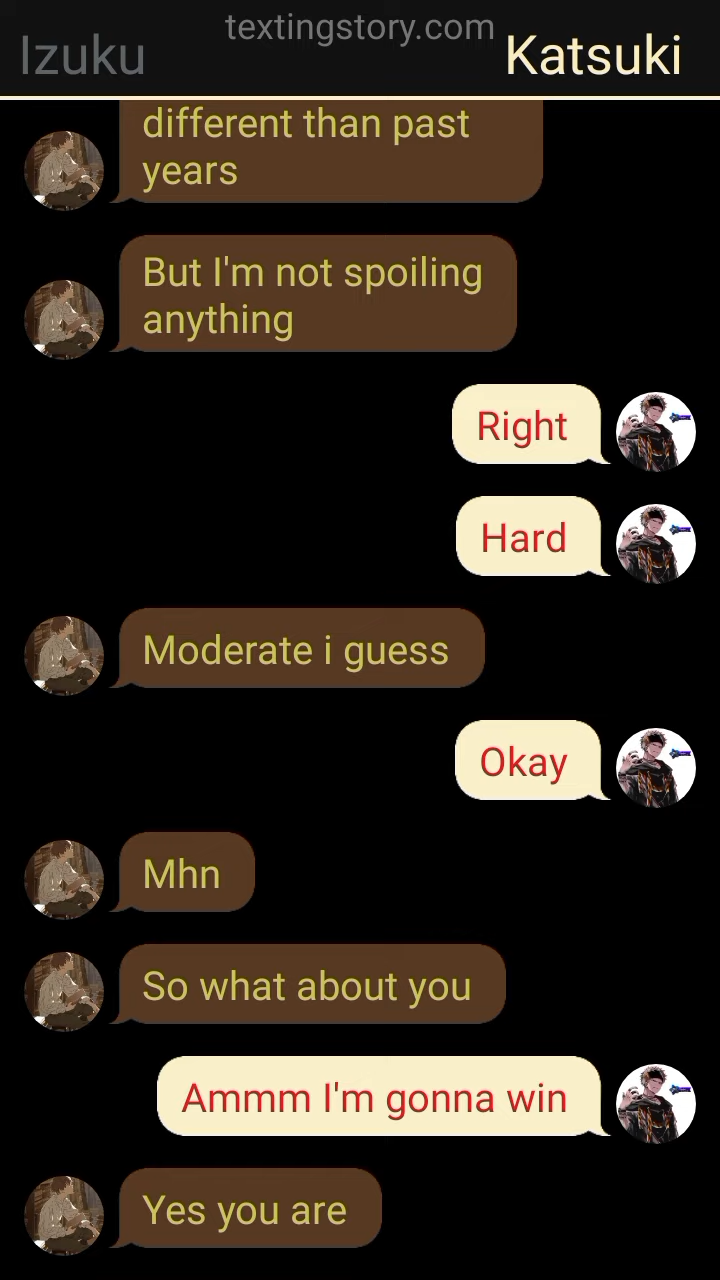 textingstory.com
Izuku
Katsuki
different than past
years
But I'm not spoiling
anything
Right
Hard
Moderate i guess
Okay
Mhn
So what about you
Ammm I'm gonna win
Yes you are